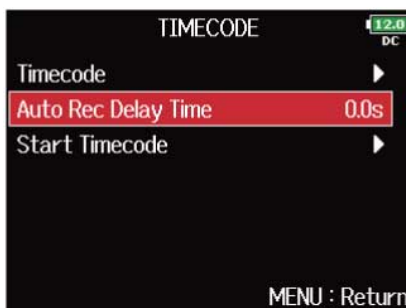 TIMECODE
12.0
DC
Timecode
Auto Rec Delay Time 0.0s
Start Timecode
MENU : Return